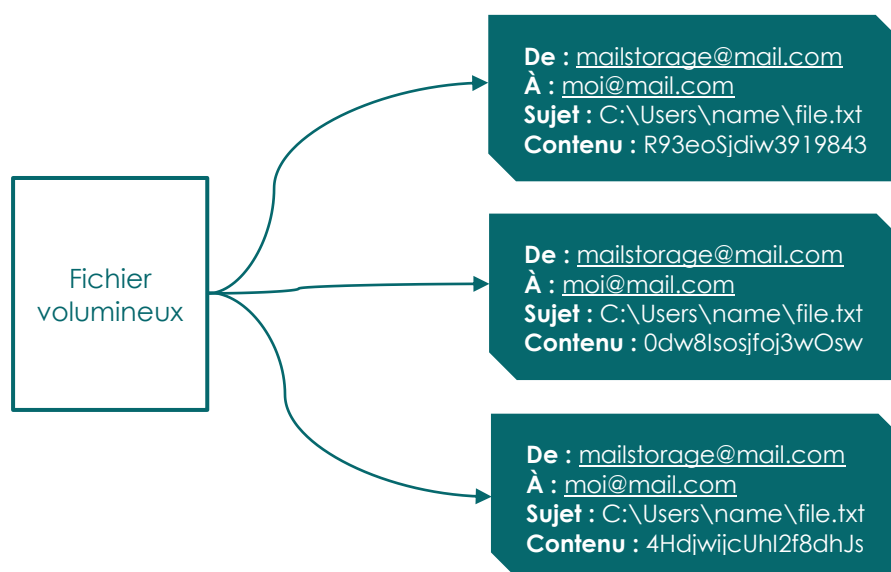 De : mailstorage@mail.com
À : moi@mail.com
Sujet : C:\Users\name\file.txt
Contenu : R93eoSjdiw3919843
Fichier
volumineux
De : mailstorage@mail.com
À : moi@mail.com
Sujet : C:\Users\name\file.txt
Contenu : 0dw8Isosjfoj3wOsw
De : mailstorage@mail.com
À : moi@mail.com
Sujet : C:\Users\name\file.txt
Contenu : 4HdjwijcUhI2f8dhJs